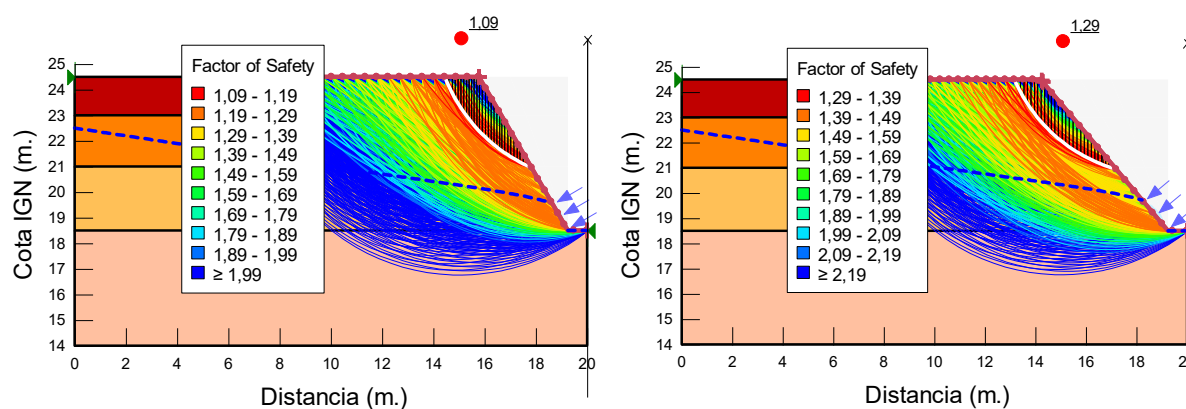 1,09
Factor of Safety
1,09 - 1,19
1,19 - 1,29
1,29 - 1,39
1,39 - 1,49
1,49 - 1,59
1,59 - 1,69
1,69 - 1,79
1,79 - 1,89
1,89 - 1,99
≥ 1,99
Cota IGN (m.)
25
24
23
22
21
20
19
18
17
16
15
14
0
2
4
6
8
10
12
14
16
18
20
Distancia (m.)
1,29
Factor of Safety
1,29 - 1,39
1,39 - 1,49
1,49 - 1,59
1,59 - 1,69
1,69 - 1,79
1,79 - 1,89
1,89 - 1,99
1,99 - 2,09
2,09 - 2,19
≥ 2,19
Cota IGN (m.)
25
24
23
22
21
20
19
18
17
16
15
14
0
2
4
6
8
10
12
14
16
18
Distancia (m.)